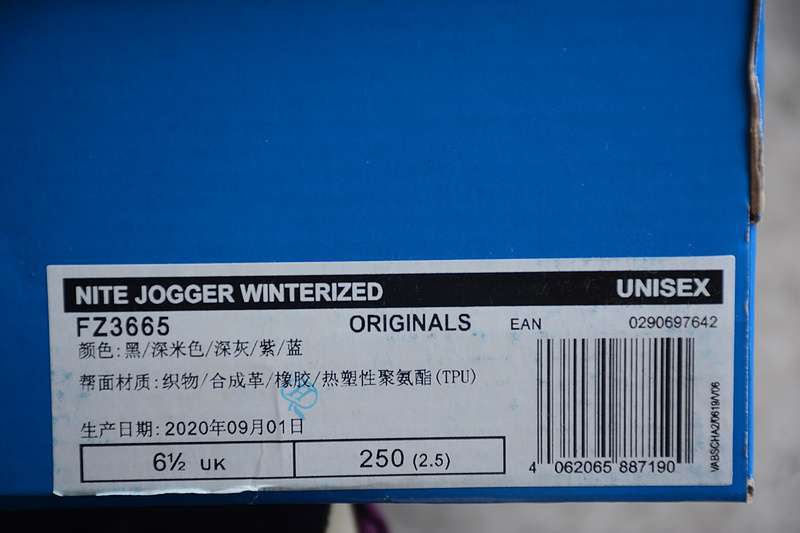 NITE JOGGER WINTERIZED UNISEX
FZ3665 ORIGINALS EAN 0290697642
颜色:黑/深米色/深灰/紫/蓝
帮面材质:织物/合成革/橡胶/热塑性聚氨酯(TPU)
生产日期:2020年09月01日
6½ UK 250 (2.5)
4 062065 887190
VABSCHA2/0619/V06